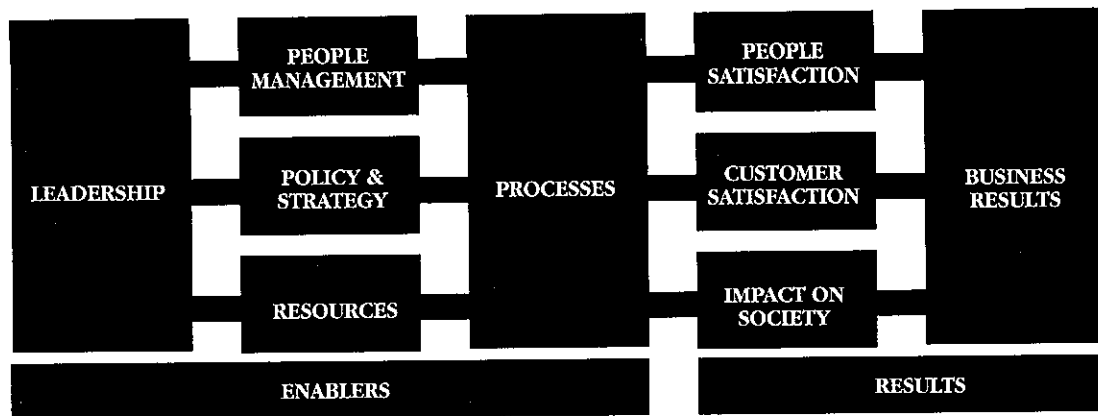 LEADERSHIP
PEOPLE
MANAGEMENT
POLICY &
STRATEGY
RESOURCES
PROCESSES
PEOPLE
SATISFACTION
CUSTOMER
SATISFACTION
IMPACT ON
SOCIETY
BUSINESS
RESULTS
ENABLERS
RESULTS